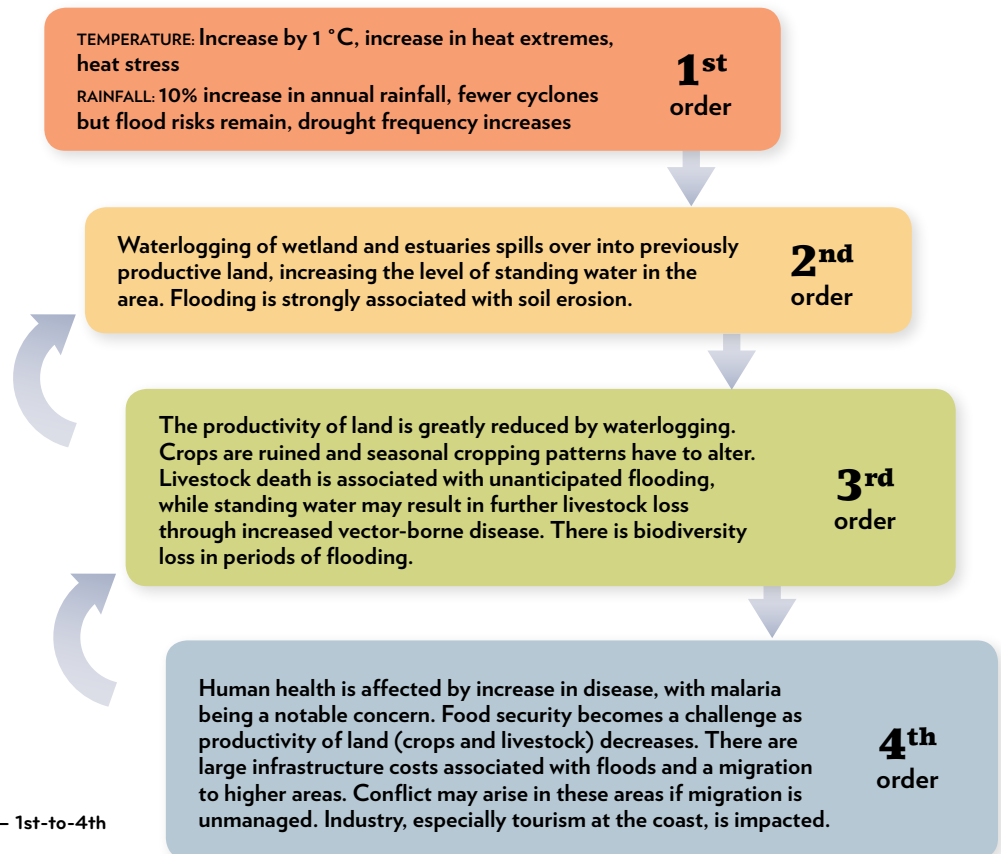 TEMPERATURE: Increase by 1 °C, increase in heat extremes,
heat stress
RAINFALL: 10% increase in annual rainfall, fewer cyclones
but flood risks remain, drought frequency increases
1st
order
Waterlogging of wetland and estuaries spills over into previously
productive land, increasing the level of standing water in the
area. Flooding is strongly associated with soil erosion.
2nd
order
The productivity of land is greatly reduced by waterlogging.
Crops are ruined and seasonal cropping patterns have to alter.
Livestock death is associated with unanticipated flooding,
while standing water may result in further livestock loss
through increased vector-borne disease. There is biodiversity
loss in periods of flooding.
3rd
order
Human health is affected by increase in disease, with malaria
being a notable concern. Food security becomes a challenge as
productivity of land (crops and livestock) decreases. There are
large infrastructure costs associated with floods and a migration
to higher areas. Conflict may arise in these areas if migration is
unmanaged. Industry, especially tourism at the coast, is impacted.
4th
order
– 1st-to-4th